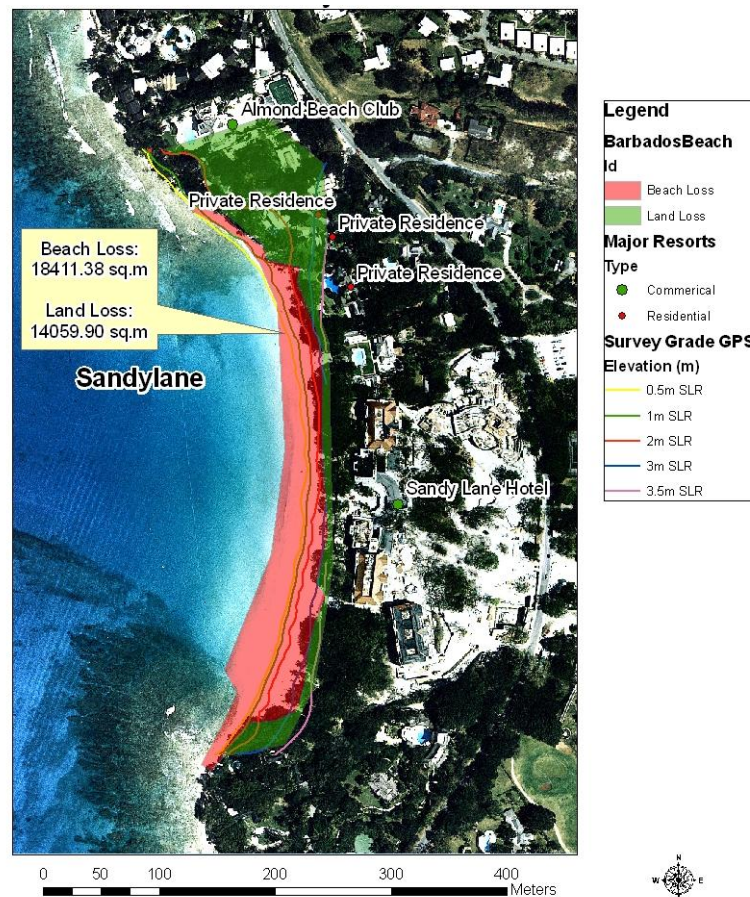 Almond Beach Club
Private Residence
Private Residence
Private Residence
Beach Loss:
18411.38 sq.m
Land Loss:
14059.90 sq.m
Sandylane
Sandy Lane Hotel
Legend
BarbadosBeach
Id
Beach Loss
Land Loss
Major Resorts
Type
Commerical
Residential
Survey Grade GPS
Elevation (m)
0.5m SLR
1m SLR
2m SLR
3m SLR
3.5m SLR
0 50 100 200 300 400
Meters
N
W E
S